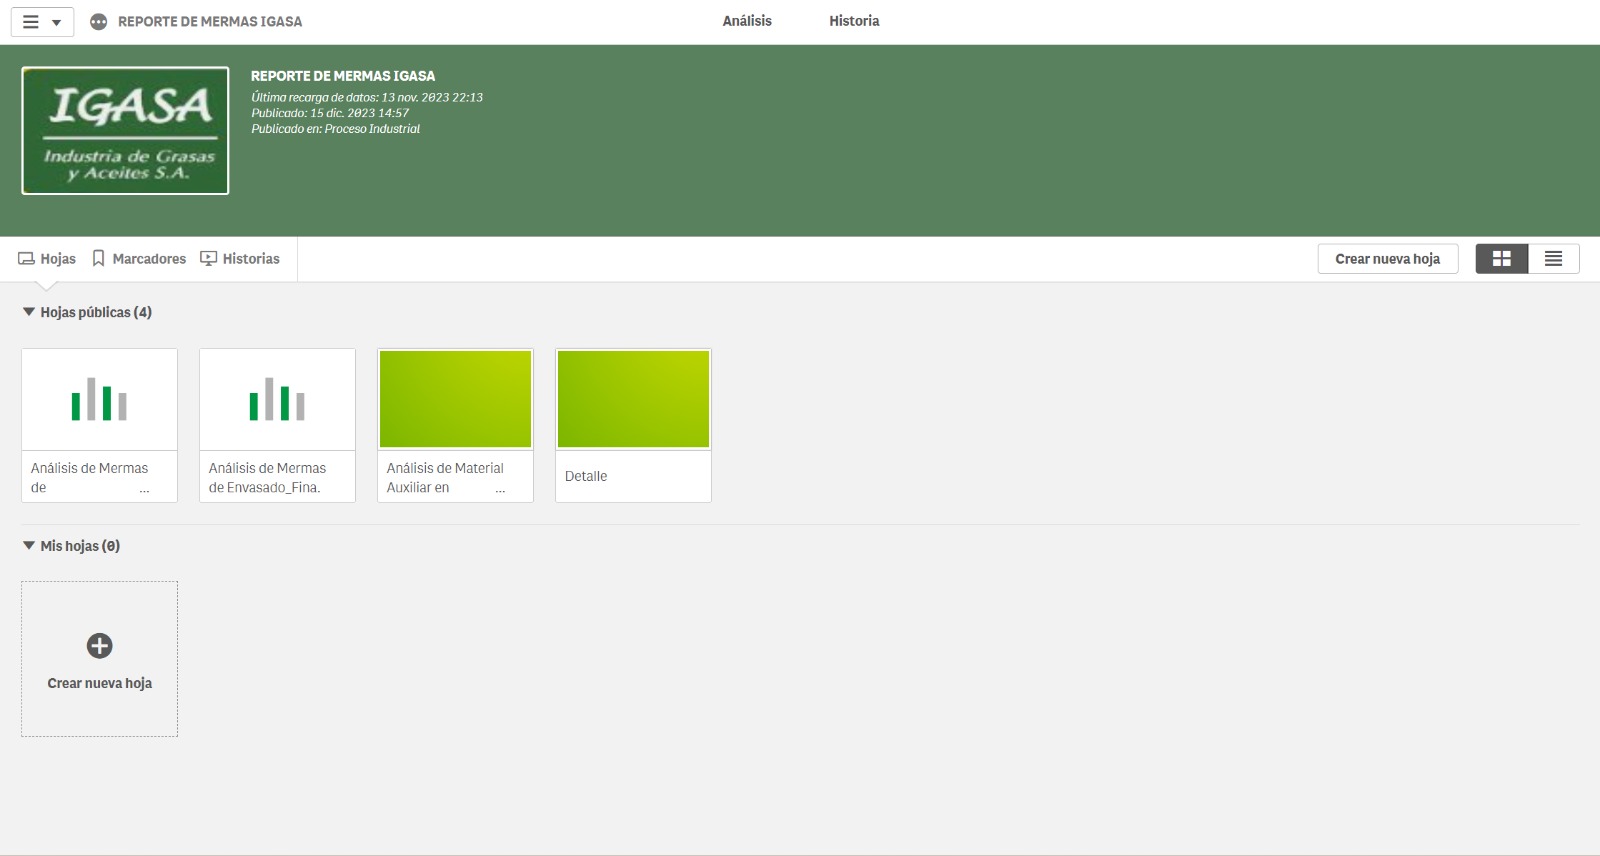 REPORTE DE MERMAS IGASA
Análisis
Historia
IGASA
Industria de Grasas
y Aceites S.A.
REPORTE DE MERMAS IGASA
Última recarga de datos: 13 nov. 2023 22:13
Publicado: 15 dic. 2023 14:57
Publicado en: Proceso Industrial
Hojas
Marcadores
Historias
Crear nueva hoja
Hojas públicas (4)
Análisis de Mermas
de ...
Análisis de Mermas
de Envasado_Fina.
Análisis de Material
Auxiliar en ...
Detalle
Mis hojas (0)
Crear nueva hoja